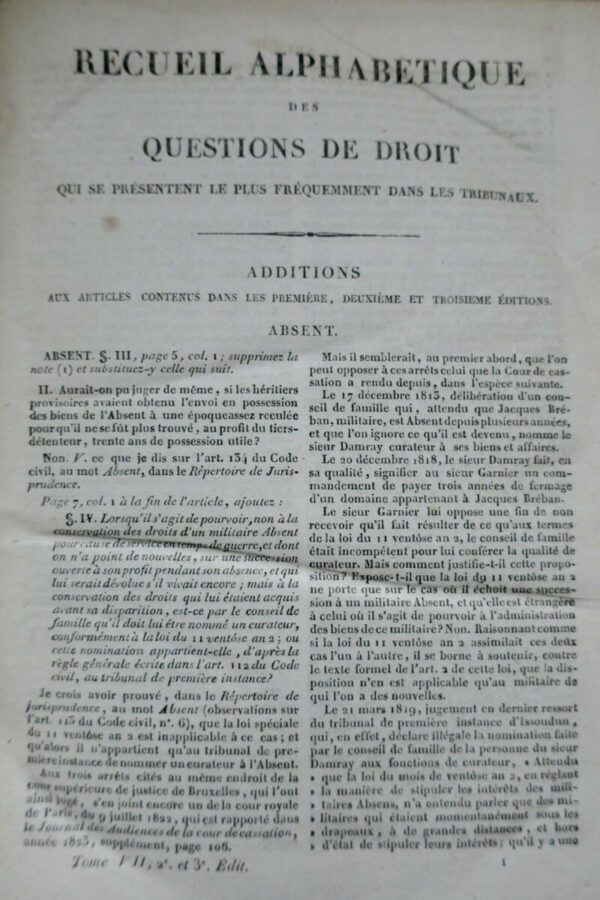 RECUEIL ALPHABETIQUE
DES
QUESTIONS DE DROIT
QUI SE PRÉSENTENT LE PLUS FRÉQUEMMENT DANS LES TRIBUNAUX.
ADDITIONS
AUX ARTICLES CONTENUS DANS LES PREMIÈRE, DEUXIÈME ET TROISIEME ÉDITIONS.
ABSENT.
ABSENT. §. III, page 5, col. 1; supprimez la
note (1) et substituez-y celle qui suit.
II. Aurait-on pu juger de même, si les héritiers
provisoires avaient obtenu l'envoi en possession
des biens de l'Absent à une époque assez reculée
pour qu'il ne se fût plus trouvé, au profit du tiers-
détenteur, trente ans de possession utile?
Non. V. ce que je dis sur l'art. 134 du Code
civil, au mot Absent, dans le Répertoire de Juris-
prudence.
Page 7, col. 1 à la fin de l'article, ajoutez :
§. IV. Lorsqu'il s'agit de pourvoir, non à la
conservation des droits d'un militaire Absent
pour cause de service en temps de guerre, et dont
on n'a point de nouvelles, sur une succession
ouverte à son profit pendant son absence, et qui
lui serait dévolue s'il vivait encore; mais à la
conservation des droits qui lui étaient acquis
avant sa disparition, est-ce par le conseil de
famille qu'il doit lui être nommé un curateur,
conformément à la loi du 11 ventôse an 2; ou
cette nomination appartient-elle, d'après la
règle générale écrite dans l'art. 112 du Code
civil, au tribunal de première instance?
Je crois avoir prouvé, dans le Répertoire de
jurisprudence, au mot Absent (observations sur
l'art. 113 du Code civil, n°. 6), que la loi spéciale
du 11 ventôse an 2 est inapplicable à ce cas; et
qu'alors il n'appartient qu'au tribunal de pre-
mière instance de nommer un curateur à l'Absent.
Aux trois arrêts cités au même endroit de la
cour supérieure de justice de Bruxelles, qui l'ont
ainsi jugé, s'en joint encore un de la cour royale
de Paris, du 9 juillet 1822, qui est rapporté dans
le Journal des Audiences de la cour de cassation,
année 1823, supplément, page 106.
Mais il semblerait, au premier abord, que l'on
peut opposer à ces arrêts celui que la Cour de cas-
sation a rendu depuis, dans l'espèce suivante.
Le 17 décembre 1813, délibération d'un con-
seil de famille qui, attendu que Jacques Bré-
ban, militaire, est Absent depuis plusieurs années,
et que l'on ignore ce qu'il est devenu, nomme le
sieur Damray curateur à ses biens et affaires.
Le 20 décembre 1818, le sieur Damray fait, en
sa qualité, signifier au sieur Garnier un com-
mandement de payer trois années de fermage
d'un domaine appartenant à Jacques Bréban.
Le sieur Garnier lui oppose une fin de non
recevoir qu'il fait résulter de ce qu'aux termes
de la loi du 11 ventôse an 2, le conseil de famille
était incompétent pour lui conférer la qualité de
curateur. Mais comment justifie-t-il cette propo-
sition? Expose-t-il que la loi du 11 ventôse an 2
ne porte que sur le cas où il échoit une succes-
sion à un militaire Absent, et qu'elle est étrangère
à celui où il s'agit de pourvoir à l'administration
des biens de ce militaire? Non. Raisonnant comme
si la loi du 11 ventôse an 2 assimilait ces deux
cas l'un à l'autre, il se borne à soutenir, contre
le texte formel de l'art. 2 de cette loi, que la dis-
position n'en est applicable qu'au militaire de
qui l'on a des nouvelles.
Le 21 mars 1819, jugement en dernier ressort
du tribunal de première instance d'Issoudun,
qui, en effet, déclare illégale la nomination faite
par le conseil de famille de la personne du sieur
Damray aux fonctions de curateur, « Attendu
» que la loi du mois de ventôse an 2, en réglant
» la manière de stipuler les intérêts des mili-
» taires Absens, n'a entendu parler que des mi-
» litaires qui étaient momentanément sous les
» drapeaux, à de grandes distances, et hors
» d'état de stipuler leurs intérêts; qu'il y a une
Tome VII, 2e. et 3e. Édit.
1